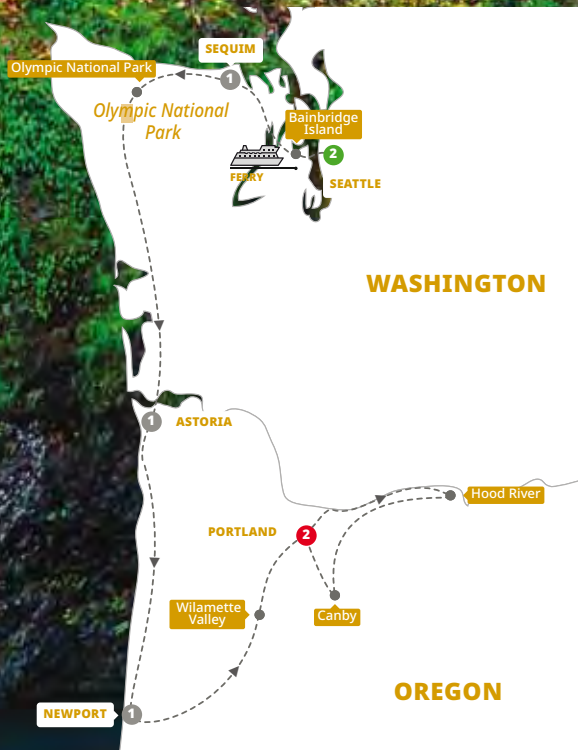 SEQUIM
1
Olympic National Park
Olympic National
Park
Bainbridge
Island
2
FERRY
SEATTLE
WASHINGTON
1
ASTORIA
Hood River
PORTLAND
2
Wilamette
Valley
Canby
OREGON
NEWPORT
1